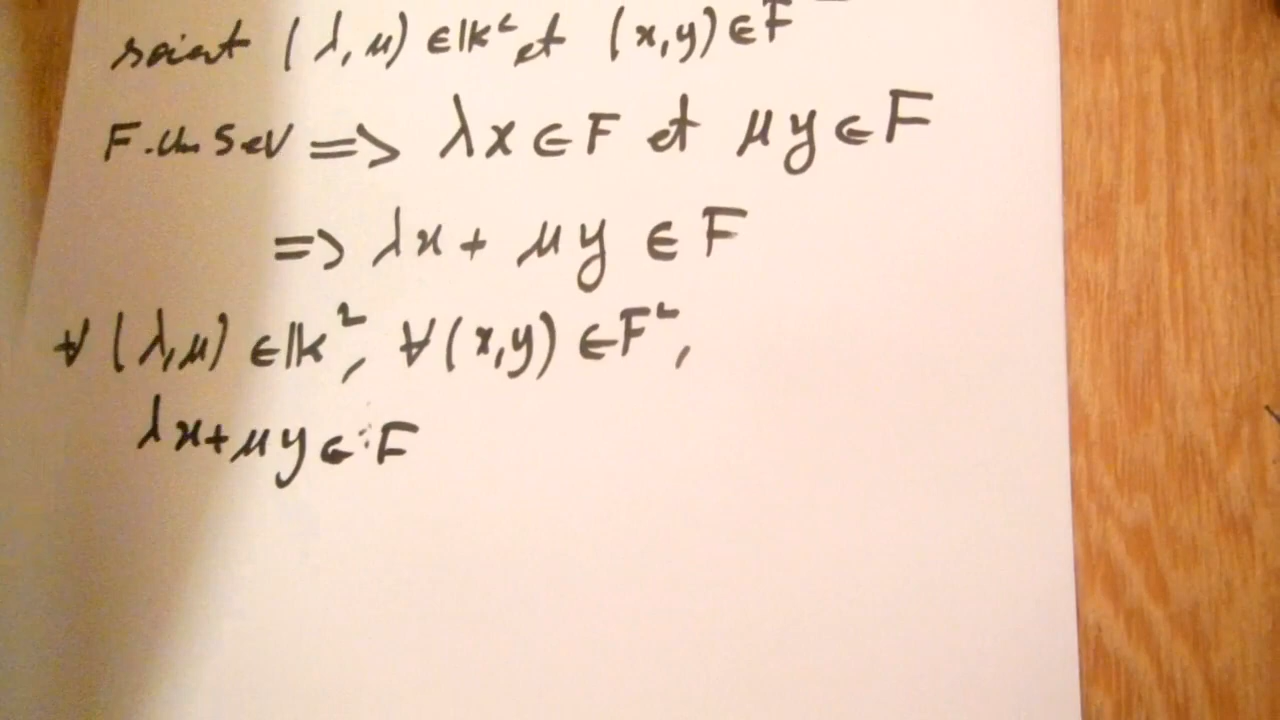 soient (λ, μ) ∈ 𝕂² et (x, y) ∈ F²
F. un SeV => λx ∈ F et μy ∈ F
=> λx + μy ∈ F
∀ (λ, μ) ∈ 𝕂², ∀ (x, y) ∈ F²,
λx + μy ∈ F